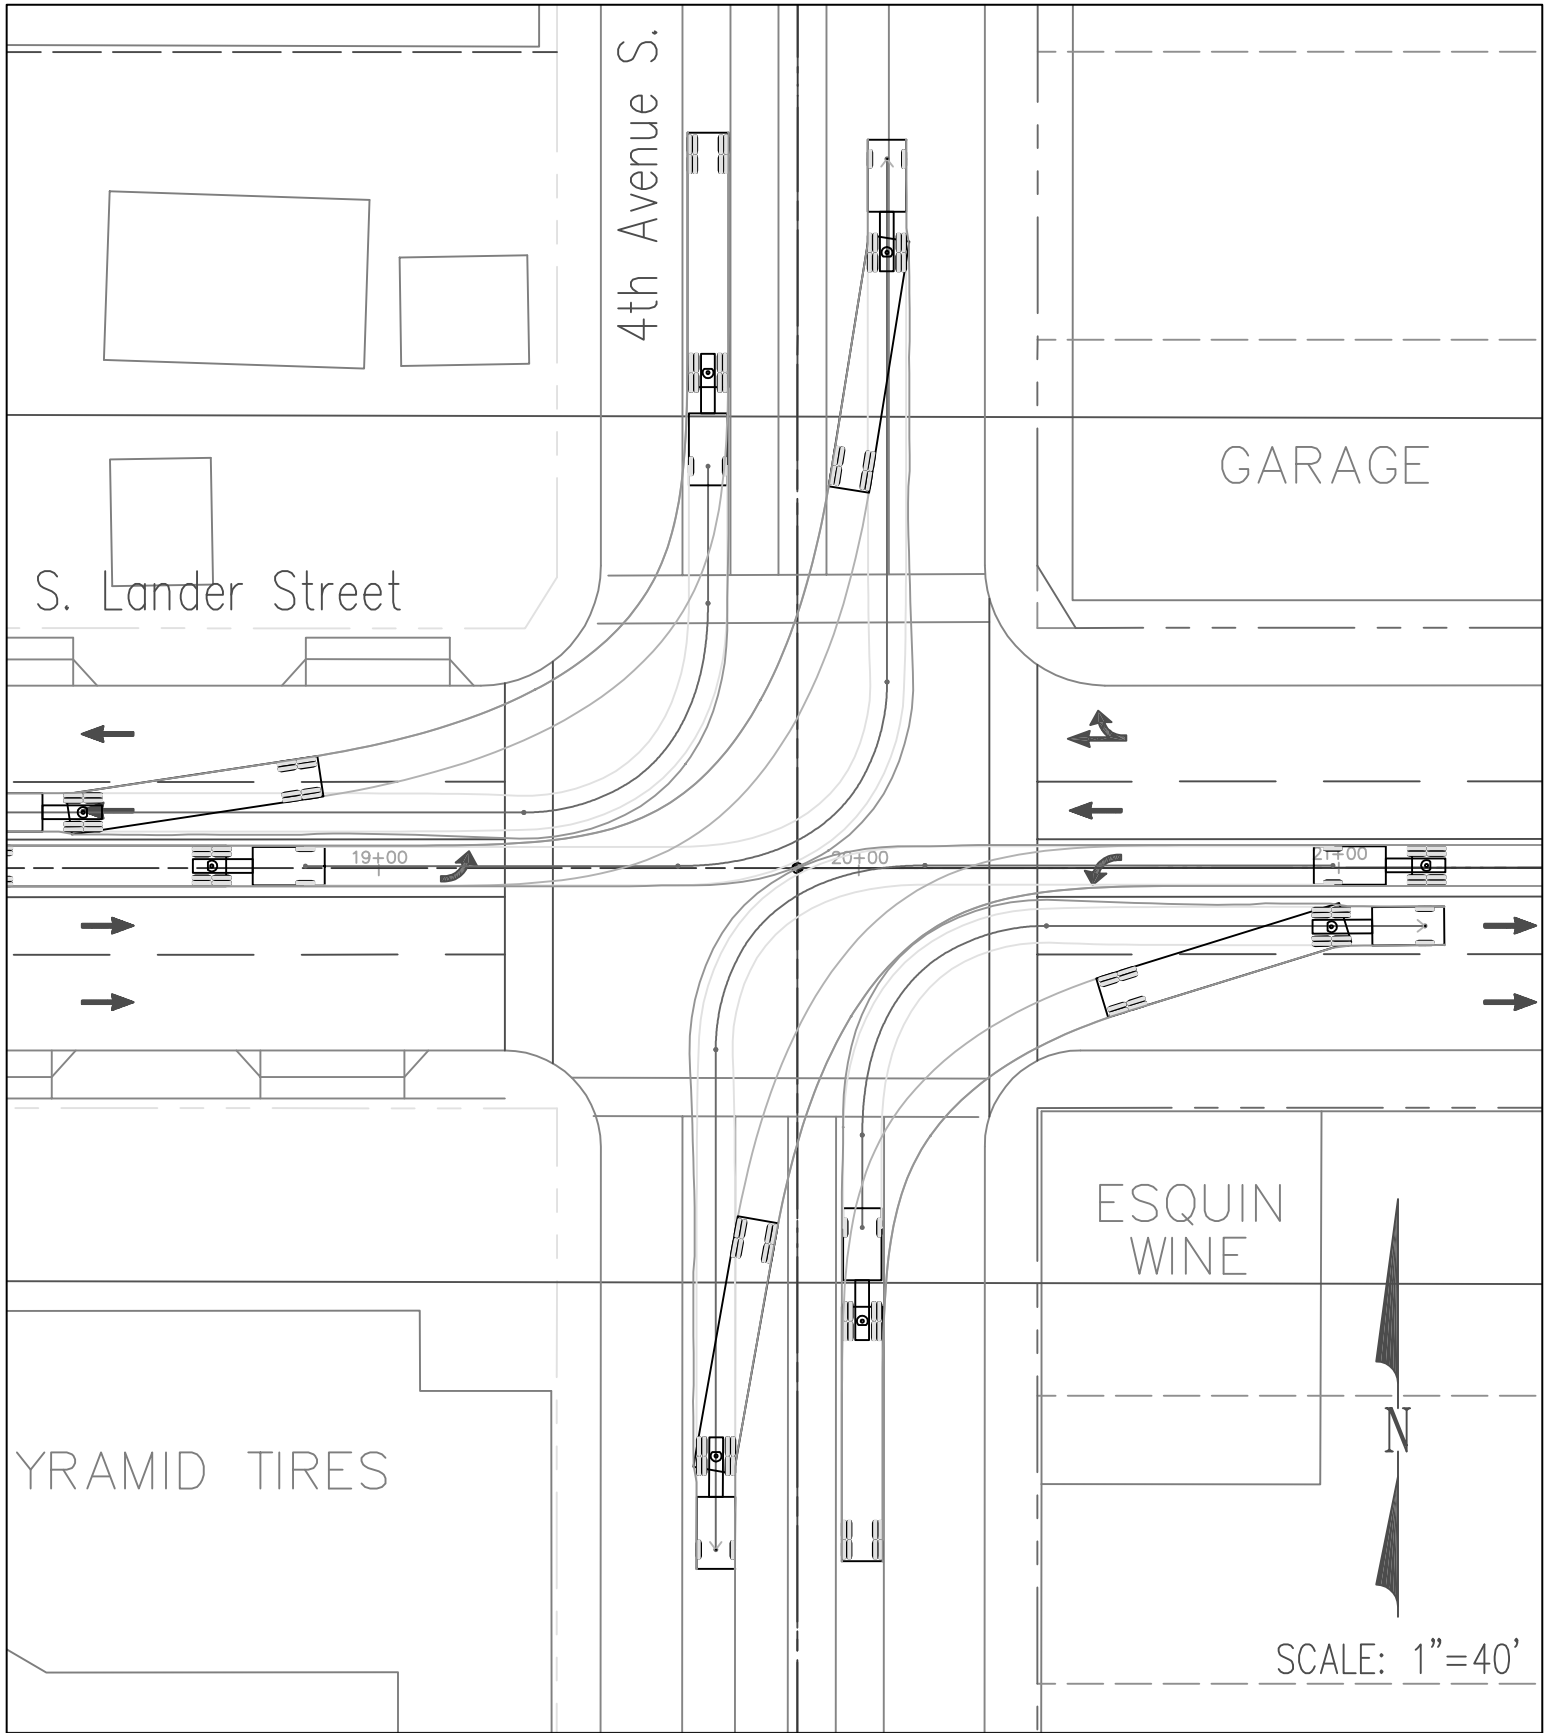 4th Avenue S.
GARAGE
S. Lander Street
19+00
20+00
21+00
ESQUIN
WINE
N
YRAMID TIRES
SCALE: 1"=40'